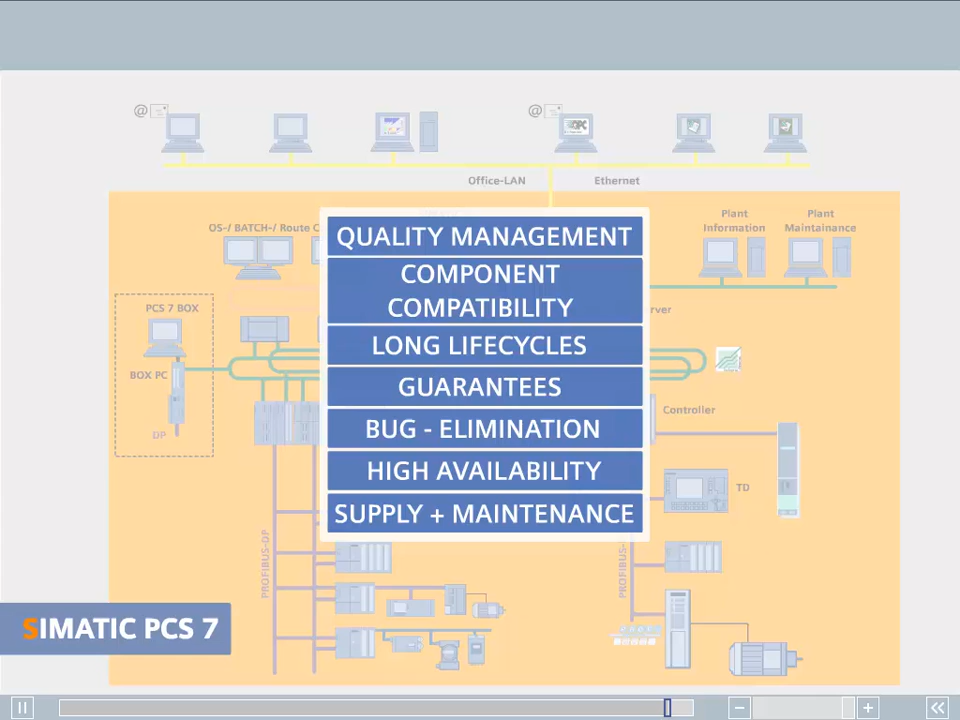 @ @
Office-LAN Ethernet
OS-/ BATCH-/ Route
Plant Information
Plant Maintainance
PCS 7 BOX
BOX PC
DP
QUALITY MANAGEMENT
COMPONENT
COMPATIBILITY
LONG LIFECYCLES
GUARANTEES
BUG - ELIMINATION
HIGH AVAILABILITY
SUPPLY + MAINTENANCE
Controller
TD
PROFIBUS-DP
PROFIBUS-
SIMATIC PCS 7